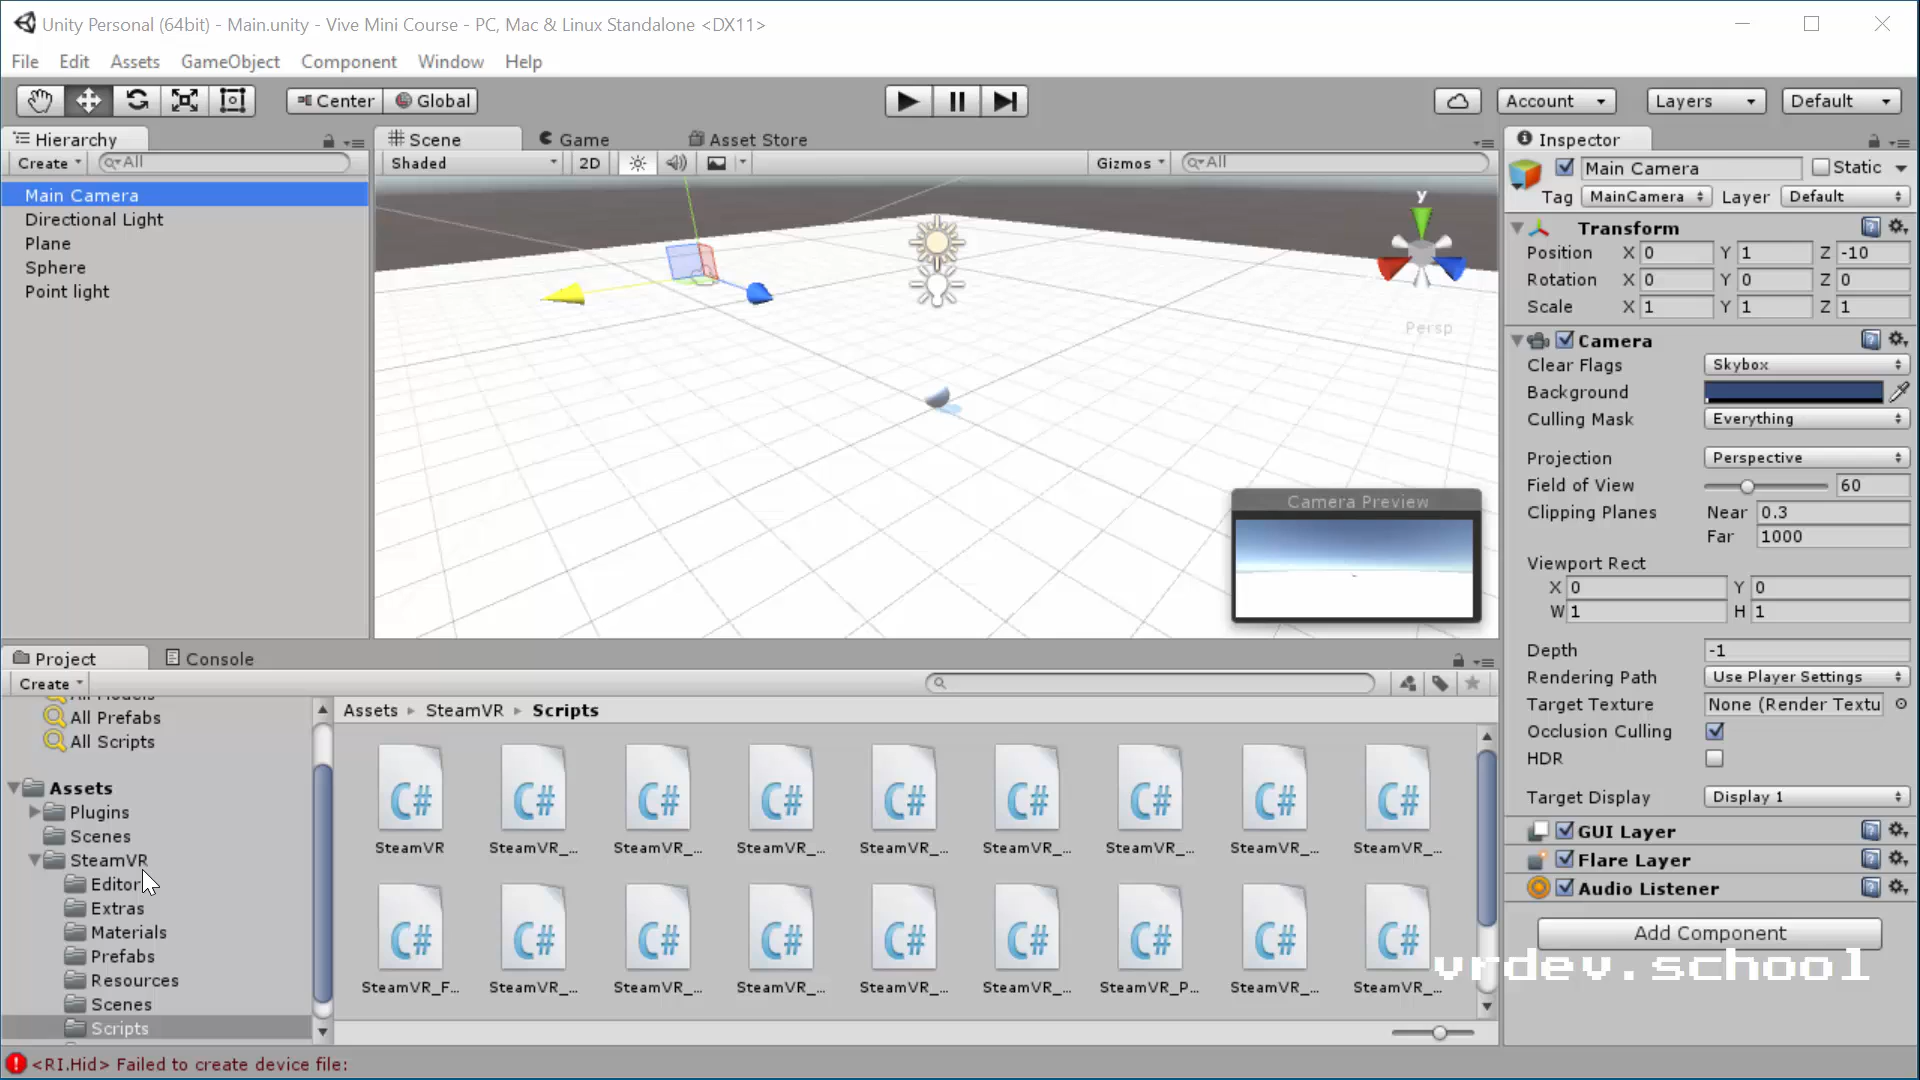 Unity Personal (64bit) - Main.unity - Vive Mini Course - PC, Mac & Linux Standalone <DX11>
File Edit Assets GameObject Component Window Help
Center Global Account Layers Default
Hierarchy
Create All
Main Camera
Directional Light
Plane
Sphere
Point light
Scene Game Asset Store
Shaded 2D Gizmos All
y
Persp
Camera Preview
Inspector
Main Camera Static
Tag MainCamera Layer Default
Transform
Position X 0 Y 1 Z -10
Rotation X 0 Y 0 Z 0
Scale X 1 Y 1 Z 1
Camera
Clear Flags Skybox
Background
Culling Mask Everything
Projection Perspective
Field of View 60
Clipping Planes Near 0.3
Far 1000
Viewport Rect
X 0 Y 0
W 1 H 1
Depth -1
Rendering Path Use Player Settings
Target Texture None (Render Textu
Occlusion Culling
HDR
Target Display Display 1
GUI Layer
Flare Layer
Audio Listener
Add Component
vrdev.school
Project Console
Create
All Models
All Prefabs
All Scripts
Assets
Plugins
Scenes
SteamVR
Editor
Extras
Materials
Prefabs
Resources
Scenes
Scripts
Assets SteamVR Scripts
C# C# C# C# C# C# C# C# C#
SteamVR SteamVR_... SteamVR_... SteamVR_... SteamVR_... SteamVR_... SteamVR_... SteamVR_... SteamVR_...
C# C# C# C# C# C# C# C# C#
SteamVR_F... SteamVR_... SteamVR_... SteamVR_... SteamVR_... SteamVR_... SteamVR_P... SteamVR_... SteamVR_...
<RI.Hid> Failed to create device file: